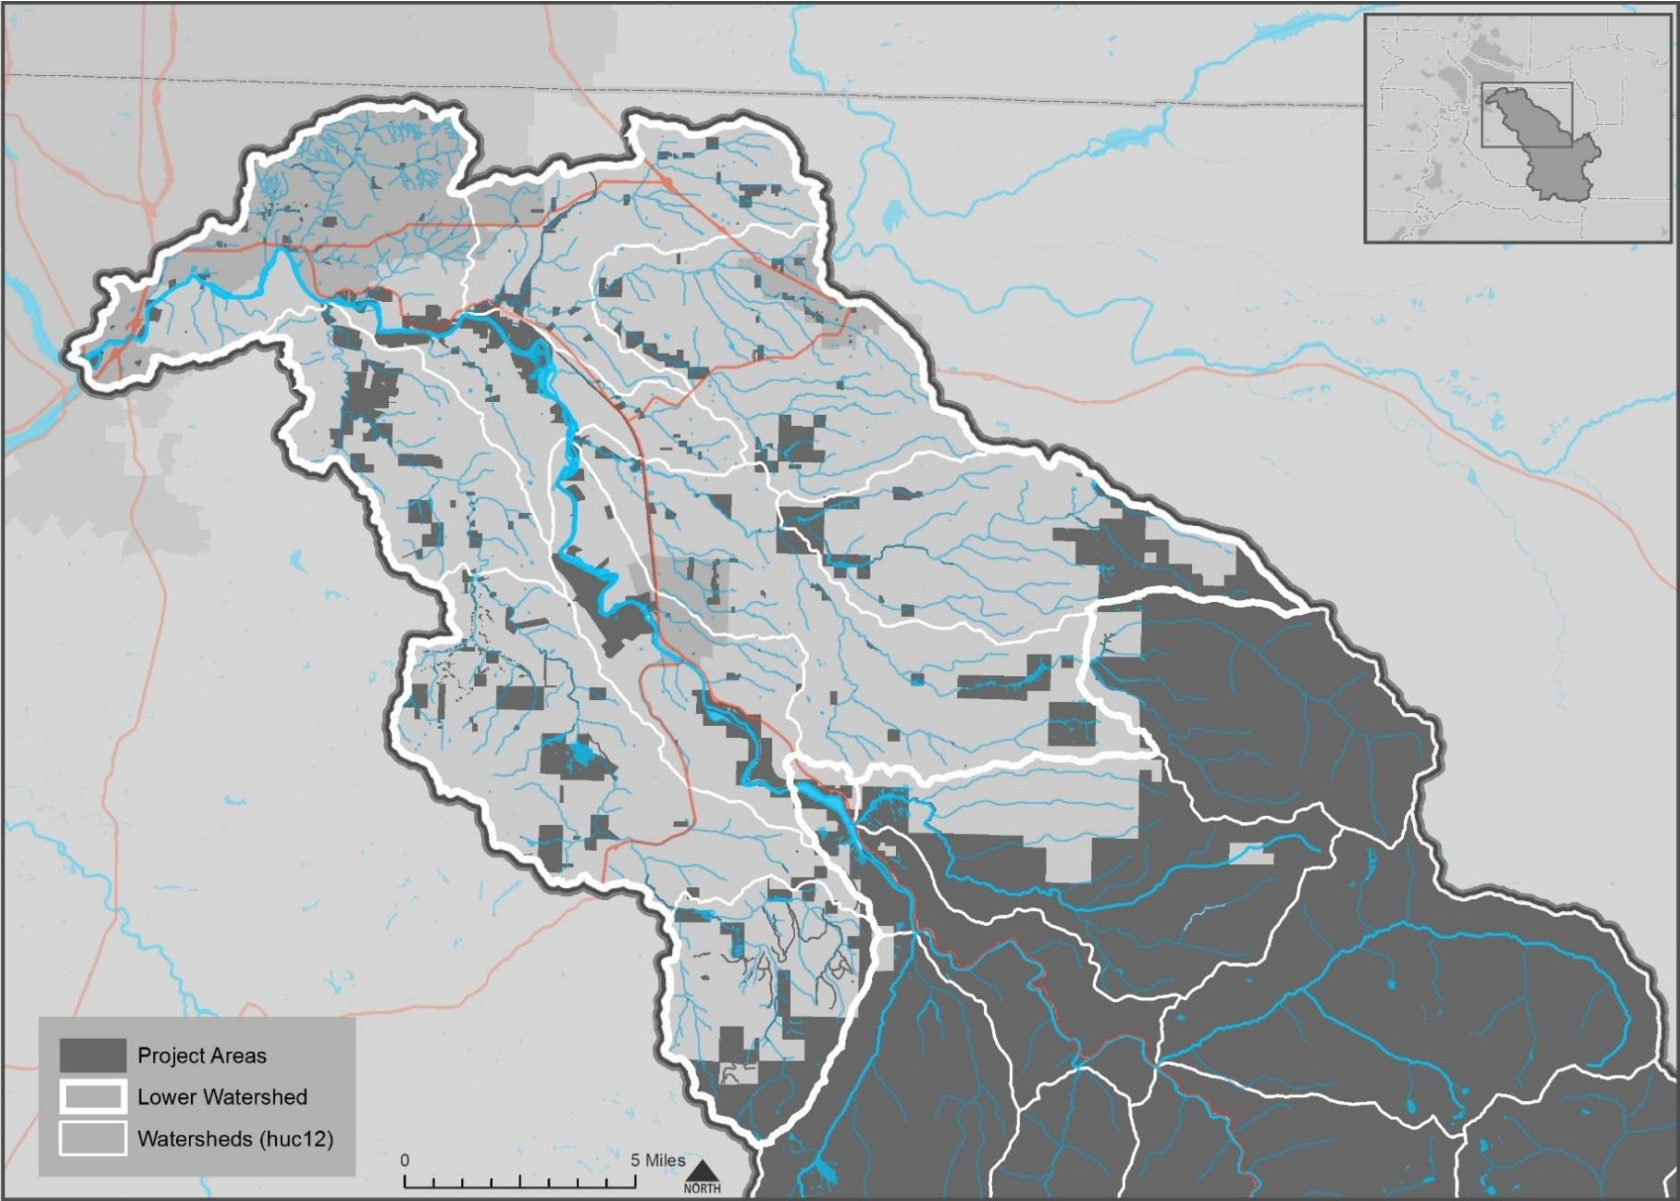 Project Areas
Lower Watershed
Watersheds (huc12)
0 5 Miles
NORTH